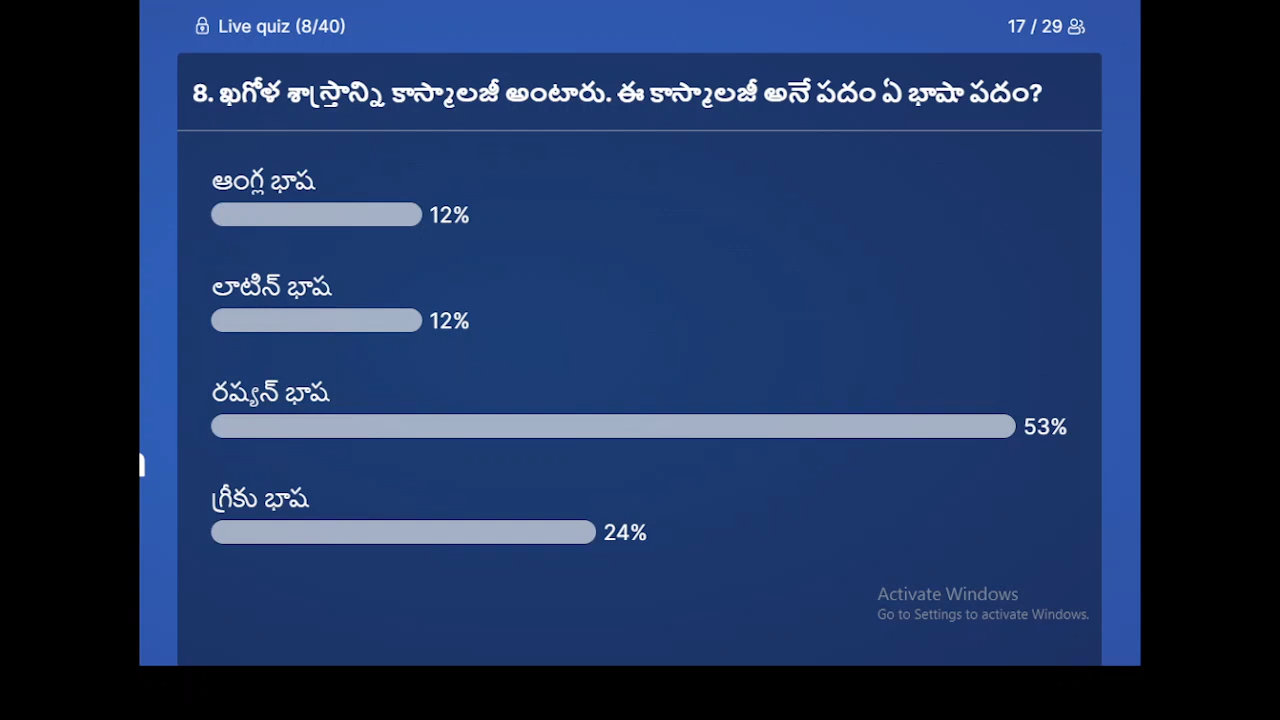 Live quiz (8/40)
17 / 29
8. ఖగోళ శాస్త్రాన్ని కాస్మాలజీ అంటారు. ఈ కాస్మాలజీ అనే పదం ఏ భాషా పదం?
ఆంగ్ల భాష
12%
లాటిన్ భాష
12%
రష్యన్ భాష
53%
గ్రీకు భాష
24%
Activate Windows
Go to Settings to activate Windows.